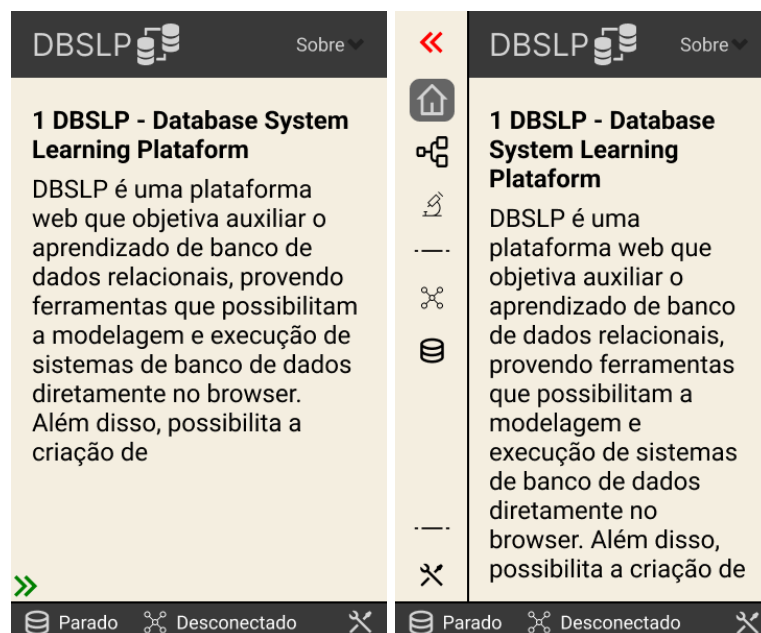 DBSLP
Sobre
1 DBSLP - Database System
Learning Plataform
DBSLP é uma plataforma
web que objetiva auxiliar o
aprendizado de banco de
dados relacionais, provendo
ferramentas que possibilitam
a modelagem e execução de
sistemas de banco de dados
diretamente no browser.
Além disso, possibilita a
criação de
Parado
Desconectado
DBSLP
Sobre
1 DBSLP - Database
System Learning
Plataform
DBSLP é uma
plataforma web que
objetiva auxiliar o
aprendizado de banco
de dados relacionais,
provendo ferramentas
que possibilitam a
modelagem e
execução de sistemas
de banco de dados
diretamente no
browser. Além disso,
possibilita a criação de
Parado
Desconectado